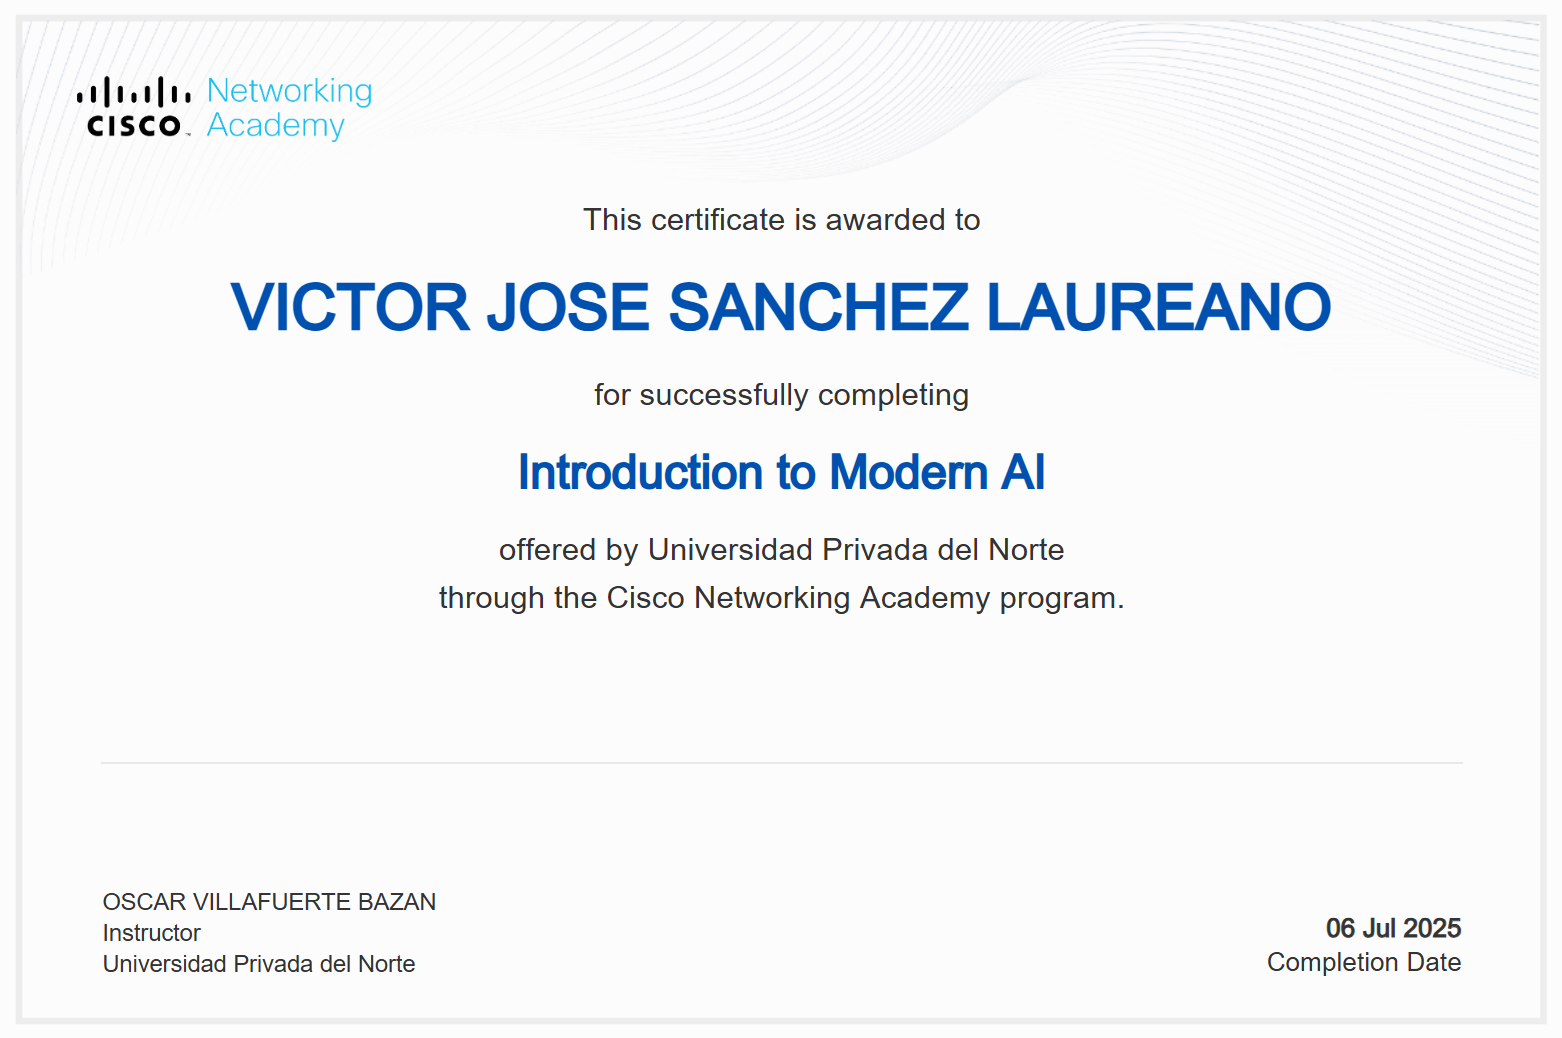 Networking
CISCO Academy
This certificate is awarded to
VICTOR JOSE SANCHEZ LAUREANO
for successfully completing
Introduction to Modern AI
offered by Universidad Privada del Norte
through the Cisco Networking Academy program.
OSCAR VILLAFUERTE BAZAN
Instructor
Universidad Privada del Norte
06 Jul 2025
Completion Date